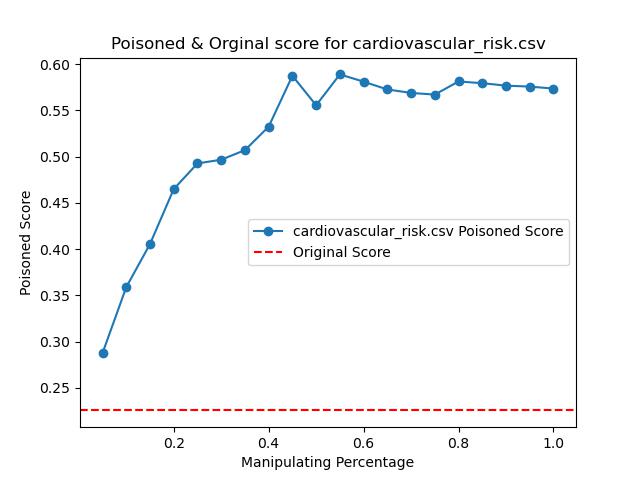 Poisoned & Orginal score for cardiovascular_risk.csv
0.60
0.55
0.50
0.45
0.40
0.35
0.30
0.25
Poisoned Score
cardiovascular_risk.csv Poisoned Score
Original Score
0.2 0.4 0.6 0.8 1.0
Manipulating Percentage